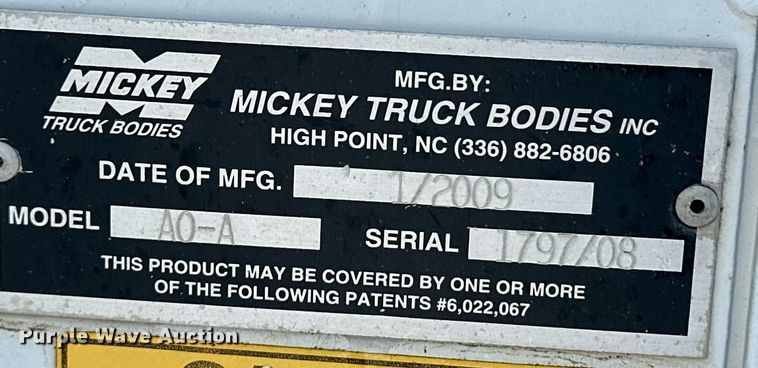 MICKEY
TRUCK BODIES
MFG.BY:
MICKEY TRUCK BODIES INC
HIGH POINT, NC (336) 882-6806
DATE OF MFG. 1/2009
MODEL AO-A SERIAL 1797/08
THIS PRODUCT MAY BE COVERED BY ONE OR MORE
OF THE FOLLOWING PATENTS #6,022,067
Purple Wave Auction